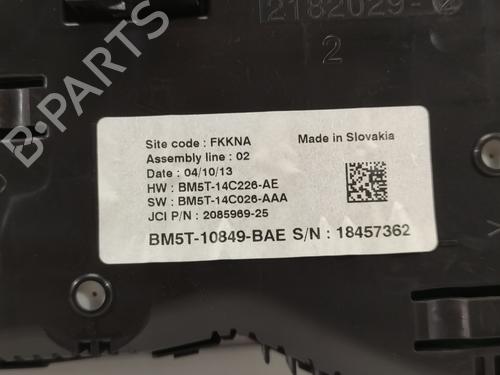 2182029-2
2
B-PARTS
Site code : FKKNA
Made in Slovakia
Assembly line : 02
Date : 04/10/13
HW : BM5T-14C226-AE
SW : BM5T-14C026-AAA
JCI P/N : 2085969-25
BM5T-10849-BAE S/N : 18457362